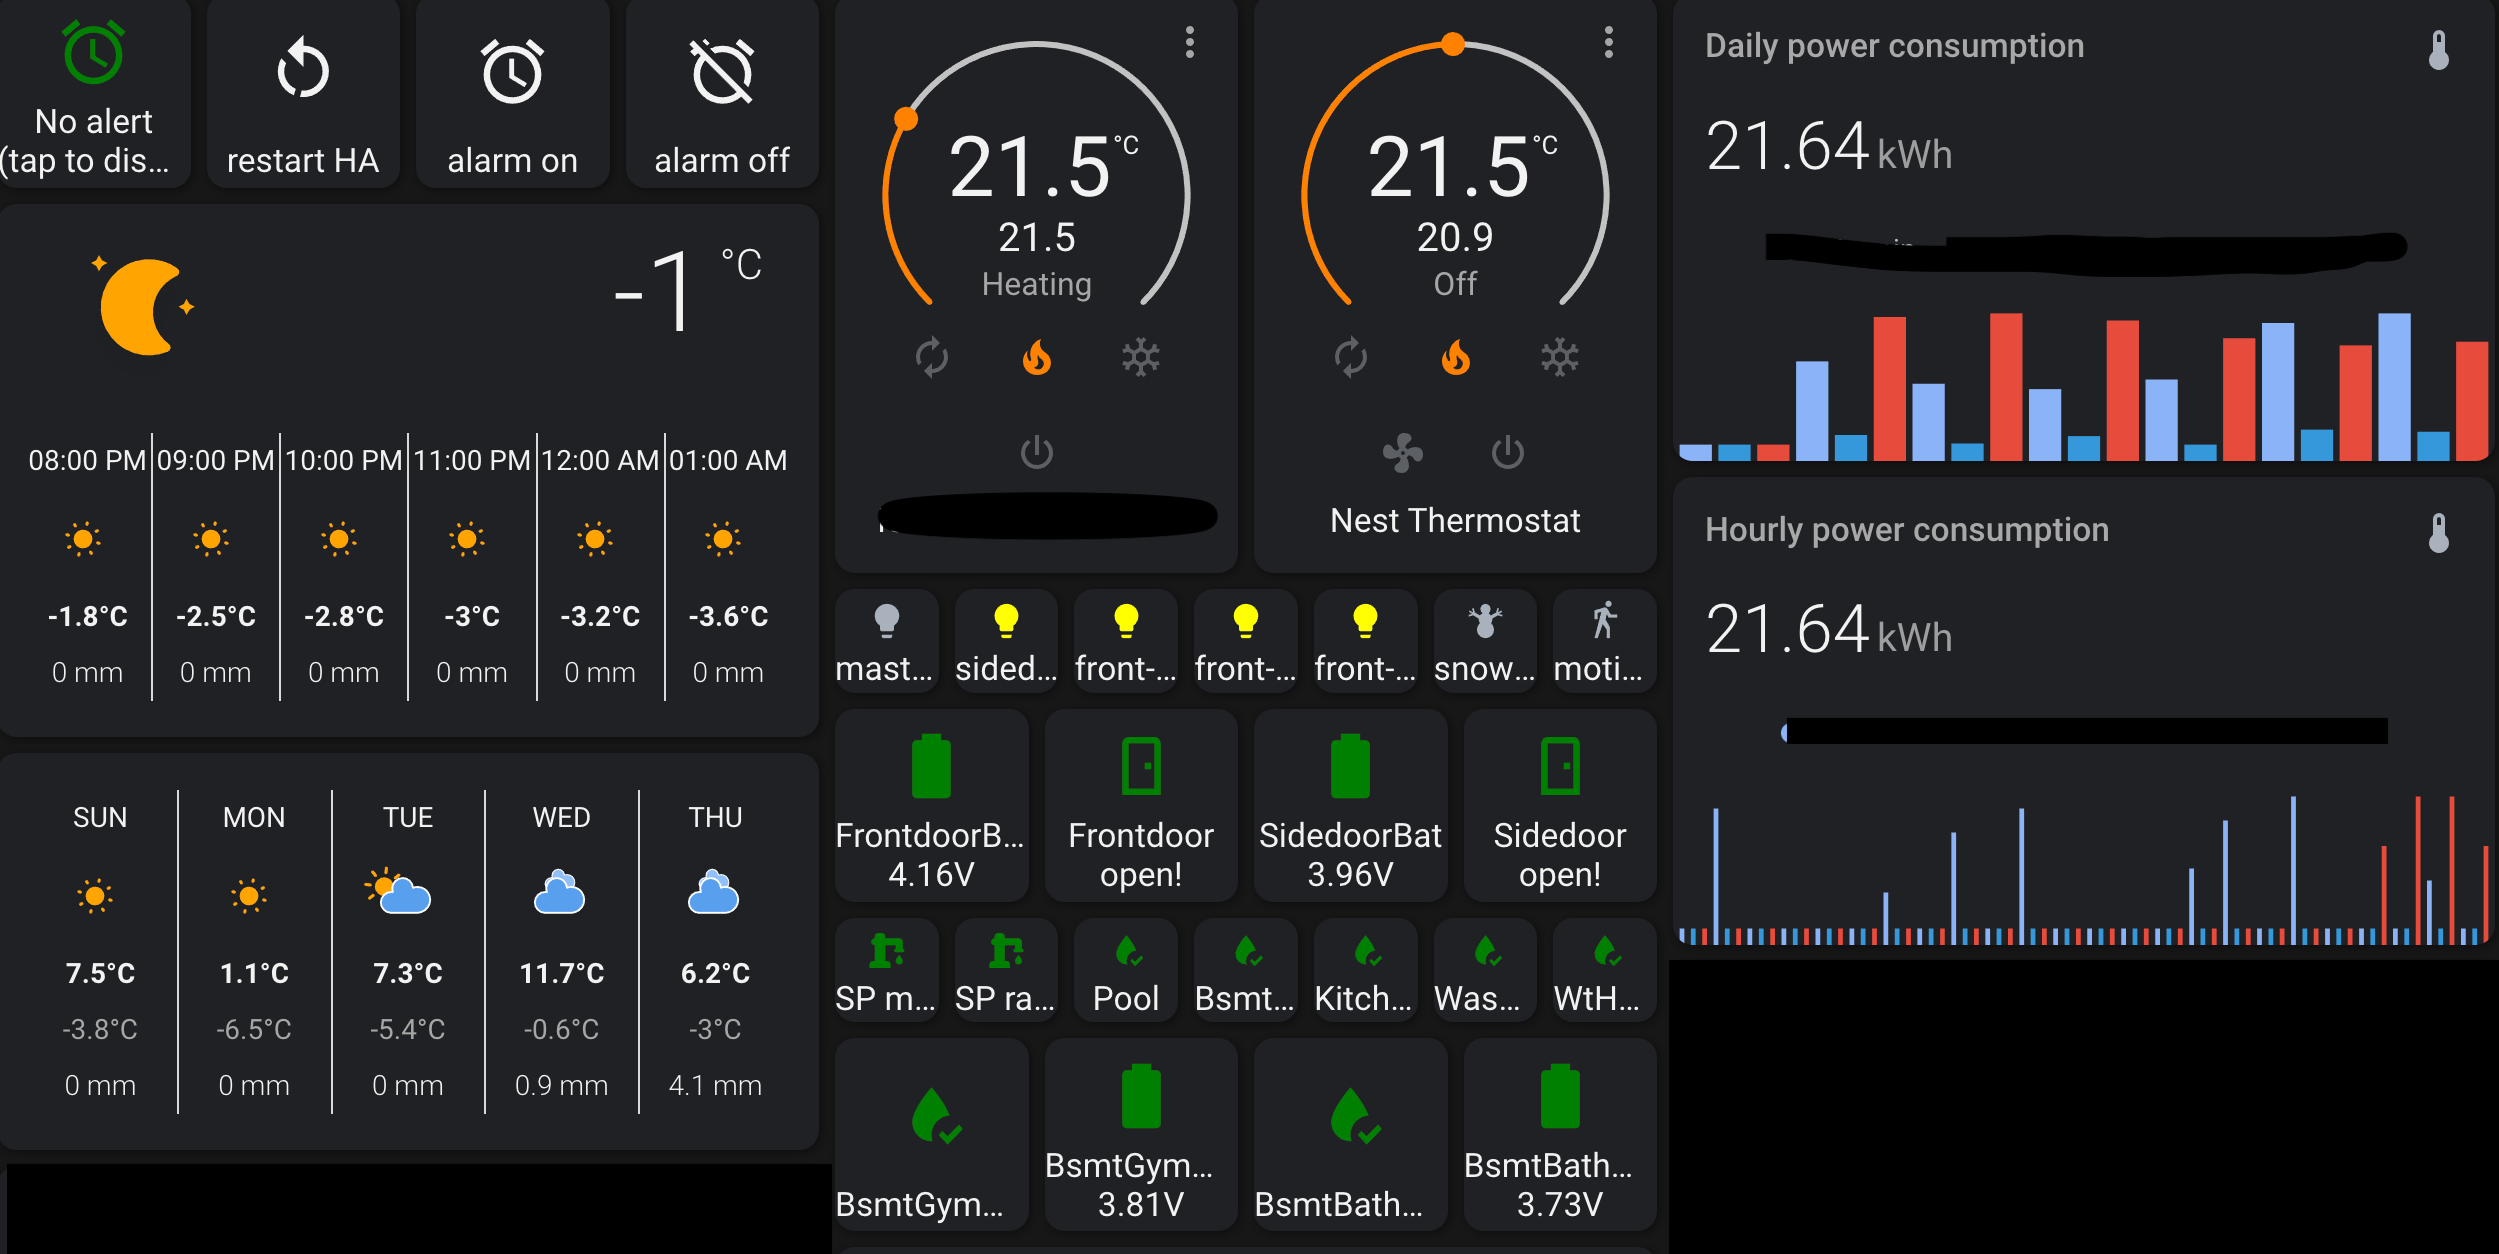 No alert
(tap to dis...
restart HA
alarm on
alarm off
-1 °C
08:00 PM 09:00 PM 10:00 PM 11:00 PM 12:00 AM 01:00 AM
-1.8°C -2.5°C -2.8°C -3°C -3.2°C -3.6°C
0 mm 0 mm 0 mm 0 mm 0 mm 0 mm
SUN MON TUE WED THU
7.5°C 1.1°C 7.3°C 11.7°C 6.2°C
-3.8°C -6.5°C -5.4°C -0.6°C -3°C
0 mm 0 mm 0 mm 0.9 mm 4.1 mm
21.5 °C
21.5
Heating
21.5 °C
20.9
Off
Nest Thermostat
mast... sided... front-... front-... front-... snow... moti...
FrontdoorB...
4.16V
Frontdoor
open!
SidedoorBat
3.96V
Sidedoor
open!
SP m... SP ra... Pool Bsmt... Kitch... Was... WtH...
BsmtGym...
BsmtGym...
3.81V
BsmtBath...
BsmtBath...
3.73V
Daily power consumption
21.64 kWh
Hourly power consumption
21.64 kWh